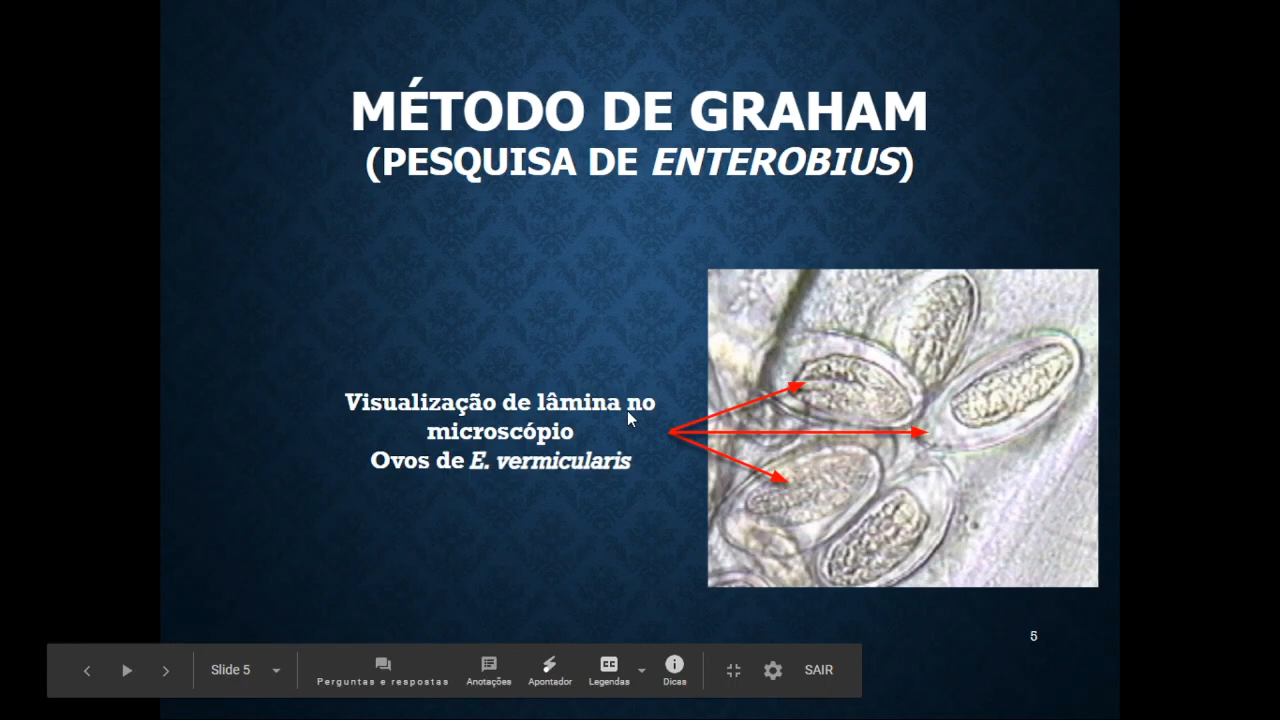 MÉTODO DE GRAHAM
(PESQUISA DE ENTEROBIUS)
Visualização de lâmina no
microscópio
Ovos de E. vermicularis
5
Slide 5
Perguntas e respostas
Anotações
Apontador
CC
Legendas
Dicas
SAIR